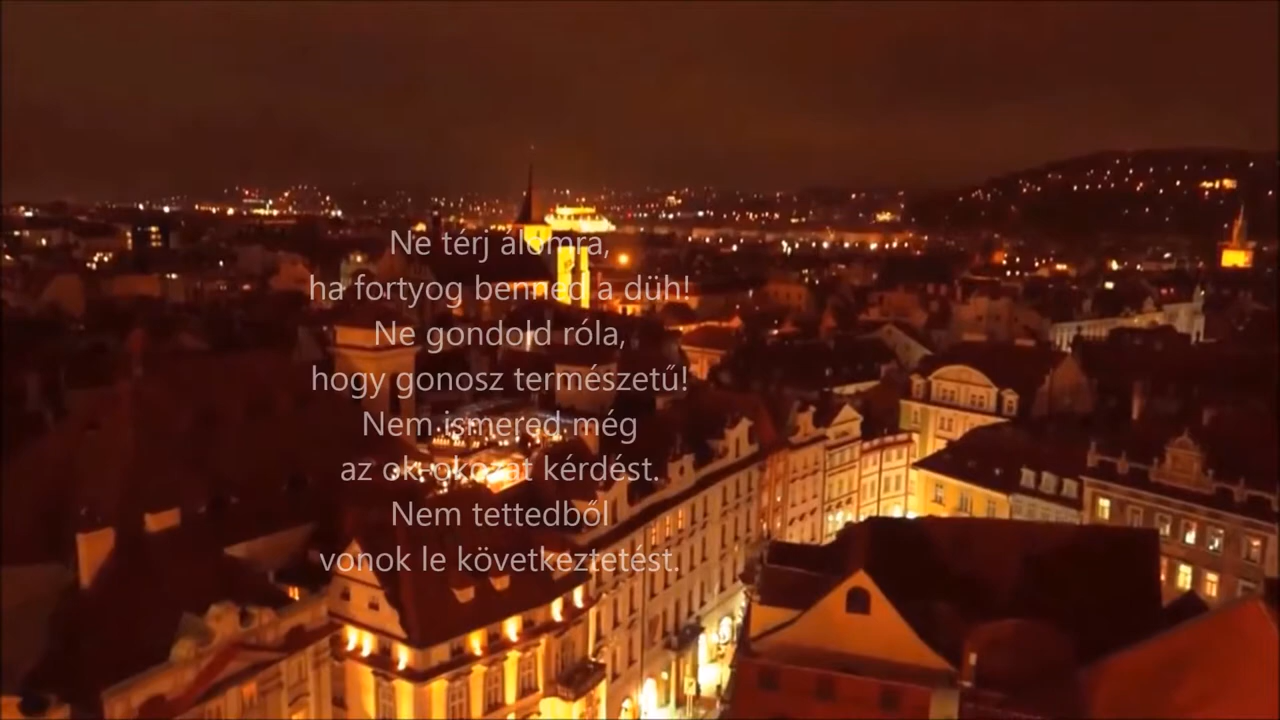 Ne térj álomra,
ha fortyog benned a düh!
Ne gondold róla,
hogy gonosz természetű!
Nem ismered még
az ok-okozat kérdést.
Nem tettedből
vonok le következtetést.